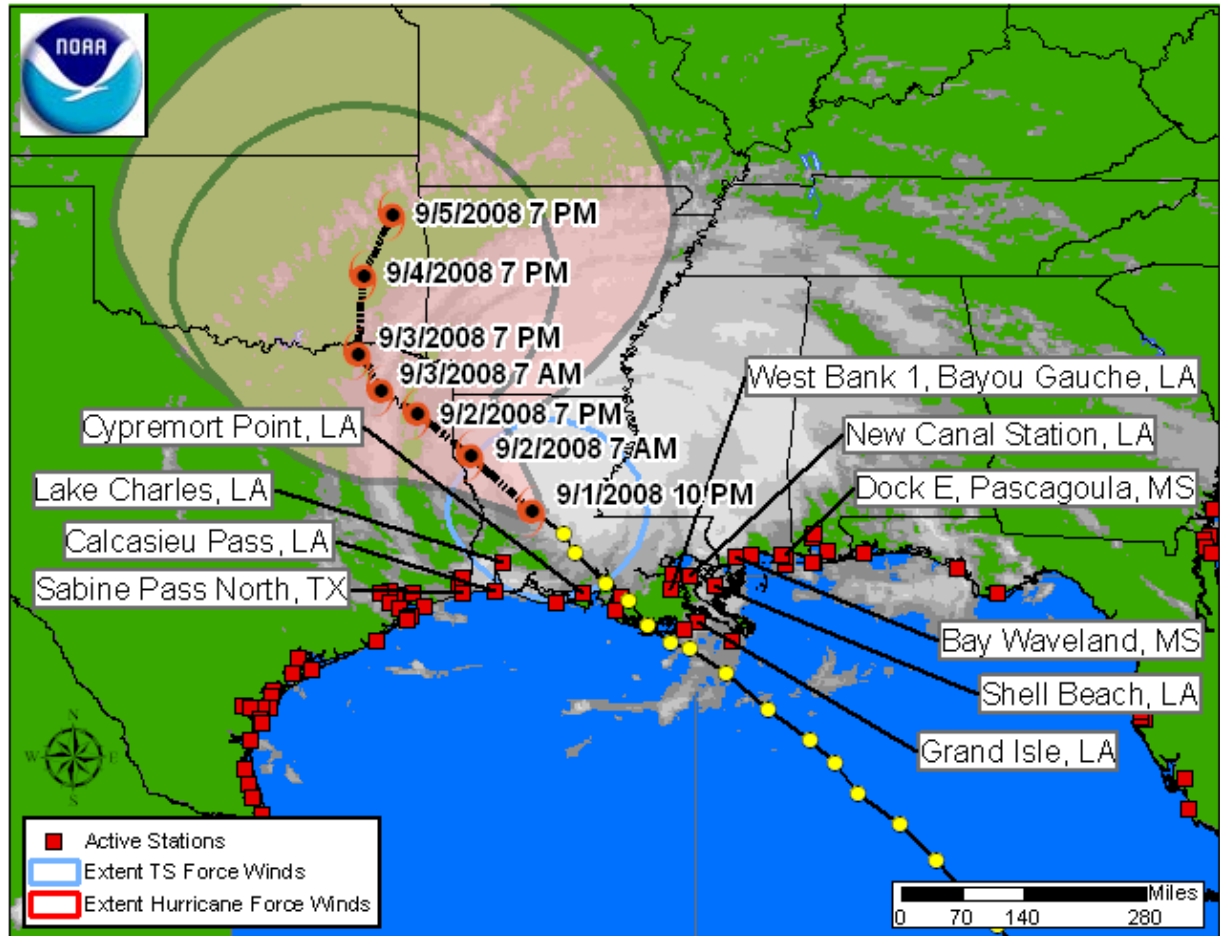 NOAA
9/5/2008 7 PM
9/4/2008 7 PM
9/3/2008 7 PM
9/3/2008 7 AM
9/2/2008 7 PM
9/2/2008 7 AM
9/1/2008 10 PM
West Bank 1, Bayou Gauche, LA
Cypremort Point, LA
New Canal Station, LA
Lake Charles, LA
Dock E, Pascagoula, MS
Calcasieu Pass, LA
Sabine Pass North, TX
Bay Waveland, MS
Shell Beach, LA
Grand Isle, LA
N
W E
S
Active Stations
Extent TS Force Winds
Extent Hurricane Force Winds
Miles
0 70 140 280